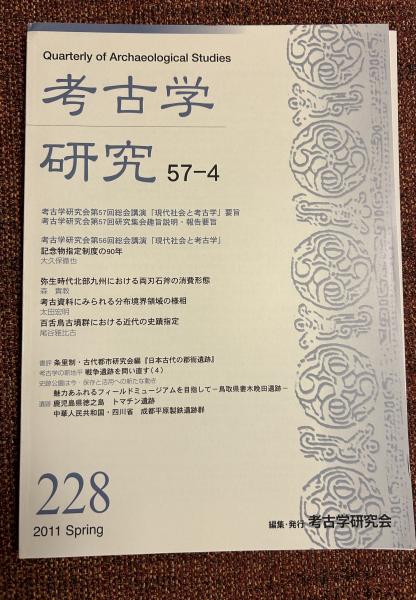 Quarterly of Archaeological Studies
考古学
研究 57-4
考古学研究会第57回総会講演「現代社会と考古学」要旨
考古学研究会第57回研究集会趣旨説明・報告要旨
考古学研究会第56回総会講演「現代社会と考古学」
記念物指定制度の90年
大久保徹也
弥生時代北部九州における両刃石斧の消費形態
森 貴教
考古資料にみられる分布境界領域の様相
太田宏明
百舌鳥古墳群における近代の史蹟指定
尾谷雅比古
書評 条里制・古代都市研究会編『日本古代の郡衙遺跡』
考古学の新地平 戦争遺跡を問い直す(4)
史跡公園は今-保存と活用への新たな動き
魅力あふれるフィールドミュージアムを目指して-鳥取県妻木晩田遺跡-
遺跡 鹿児島県徳之島 トマチン遺跡
中華人民共和国・四川省 成都平原製鉄遺跡群
228
2011 Spring
編集・発行 考古学研究会